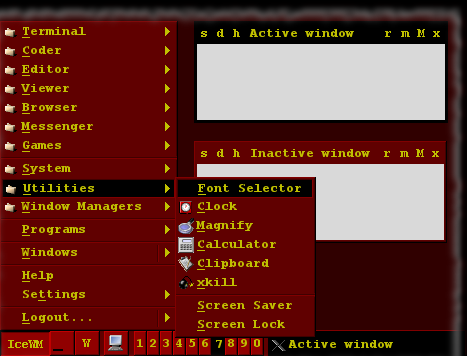 Terminal
Coder
Editor
Viewer
Browser
Messenger
Games
System
Utilities
Window Managers
Programs
Windows
Help
Settings
Logout...
s d h Active window r m M x
s d h Inactive window r m M x
Font Selector
Clock
Magnify
Calculator
Clipboard
xkill
Screen Saver
Screen Lock
IceWM _ W 1 2 3 4 5 6 7 8 9 0 Active window